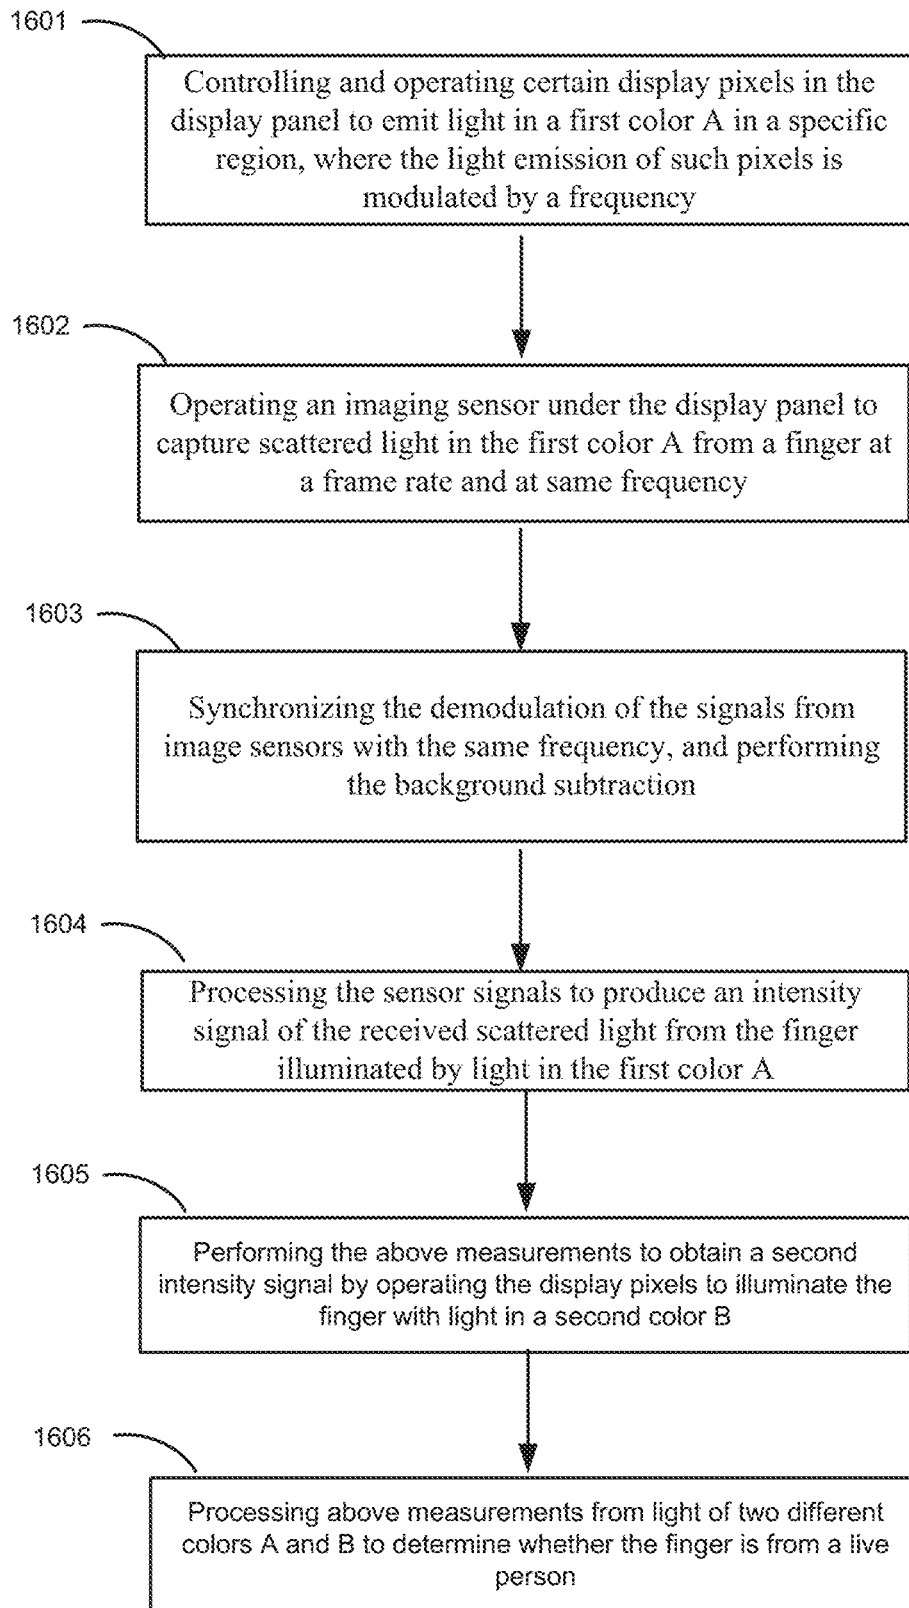 1601
Controlling and operating certain display pixels in the
display panel to emit light in a first color A in a specific
region, where the light emission of such pixels is
modulated by a frequency
1602
Operating an imaging sensor under the display panel to
capture scattered light in the first color A from a finger at
a frame rate and at same frequency
1603
Synchronizing the demodulation of the signals from
image sensors with the same frequency, and performing
the background subtraction
1604
Processing the sensor signals to produce an intensity
signal of the received scattered light from the finger
illuminated by light in the first color A
1605
Performing the above measurements to obtain a second
intensity signal by operating the display pixels to illuminate the
finger with light in a second color B
1606
Processing above measurements from light of two different
colors A and B to determine whether the finger is from a live
person